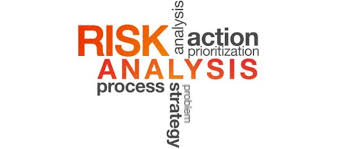 RISK
analysis
action
prioritization
ANALYSIS
process
strategy
problem